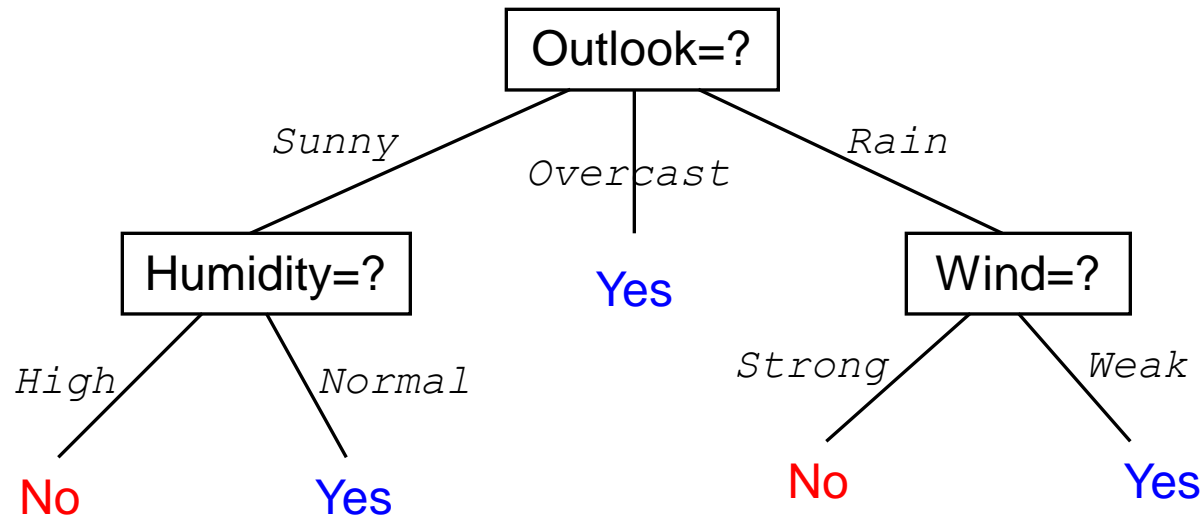 Outlook=?
Sunny
Overcast
Rain
Humidity=?
Yes
Wind=?
High
Normal
Strong
Weak
No
Yes
No
Yes